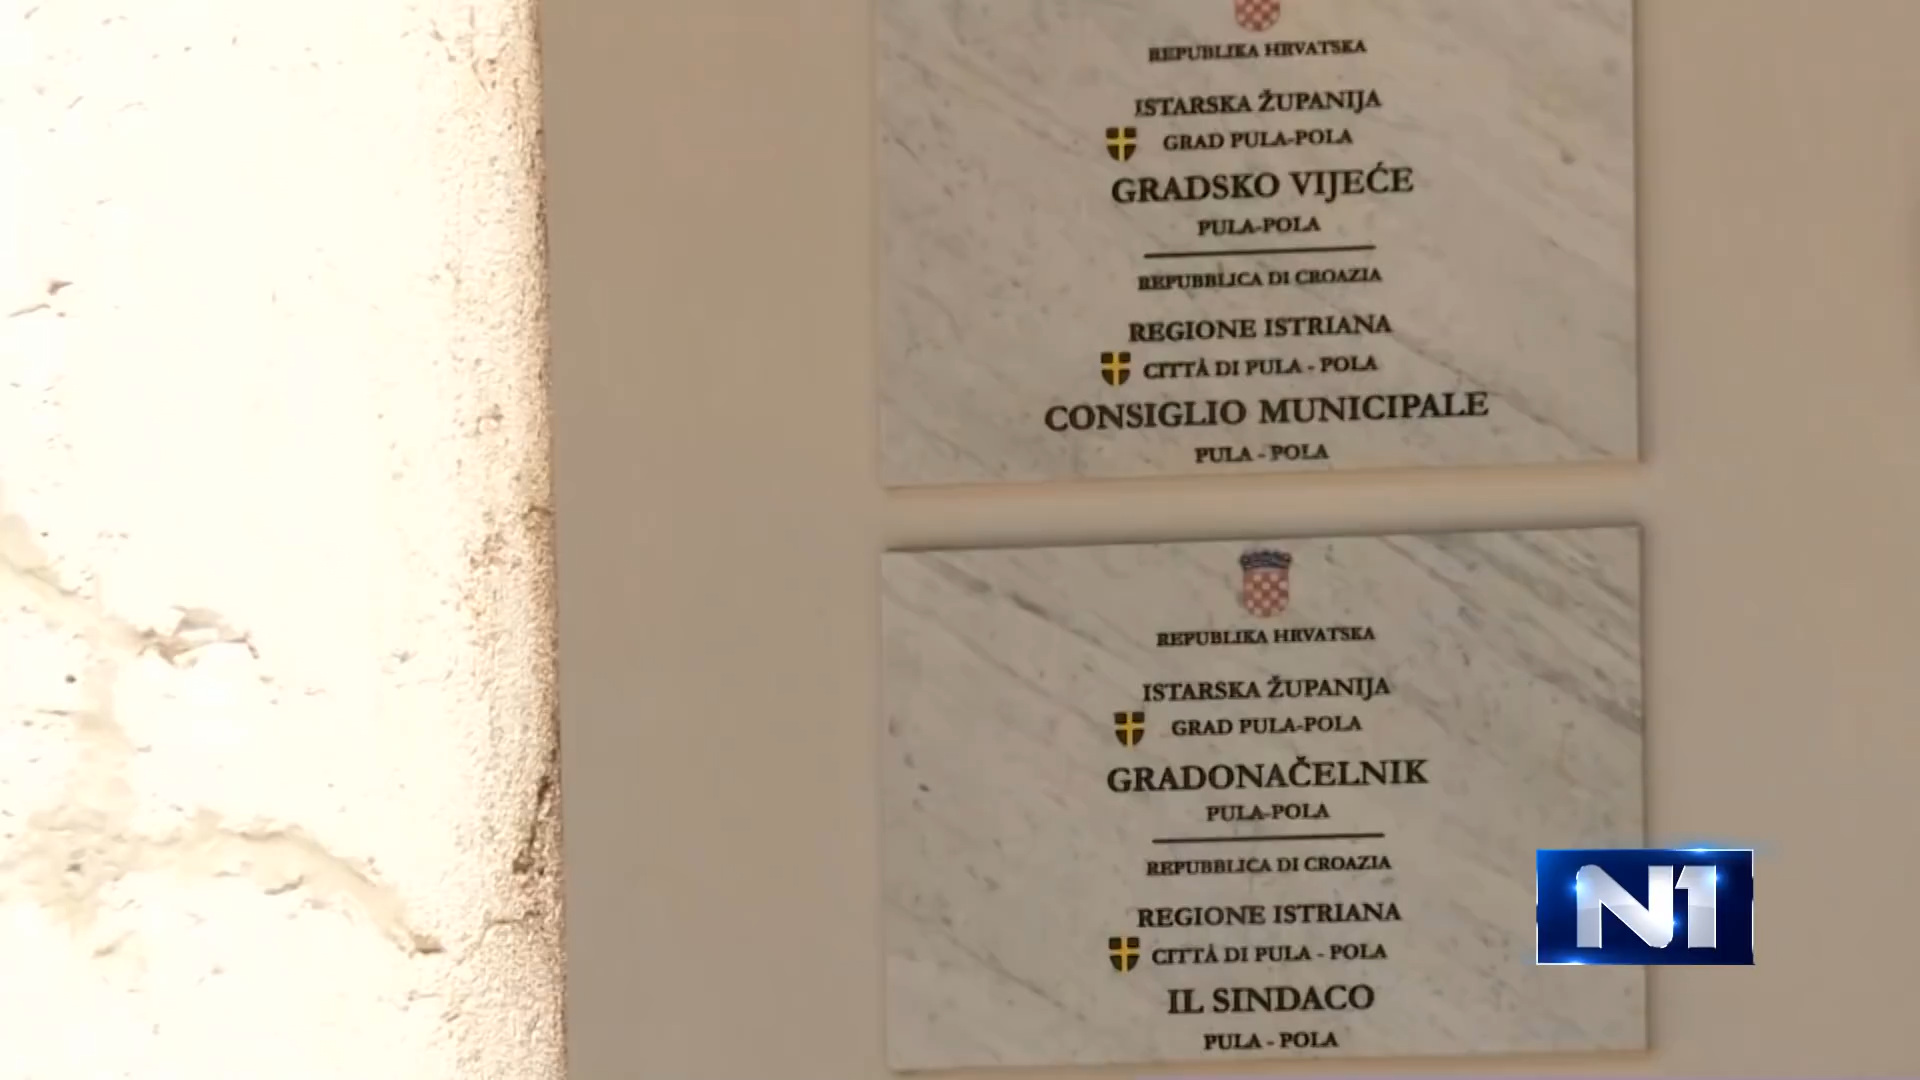 REPUBLIKA HRVATSKA
ISTARSKA ŽUPANIJA
GRAD PULA-POLA
GRADSKO VIJEĆE
PULA-POLA
REPUBBLICA DI CROAZIA
REGIONE ISTRIANA
CITTÀ DI PULA - POLA
CONSIGLIO MUNICIPALE
PULA - POLA
REPUBLIKA HRVATSKA
ISTARSKA ŽUPANIJA
GRAD PULA-POLA
GRADONAČELNIK
PULA-POLA
REPUBBLICA DI CROAZIA
REGIONE ISTRIANA
CITTÀ DI PULA - POLA
IL SINDACO
PULA - POLA
N1